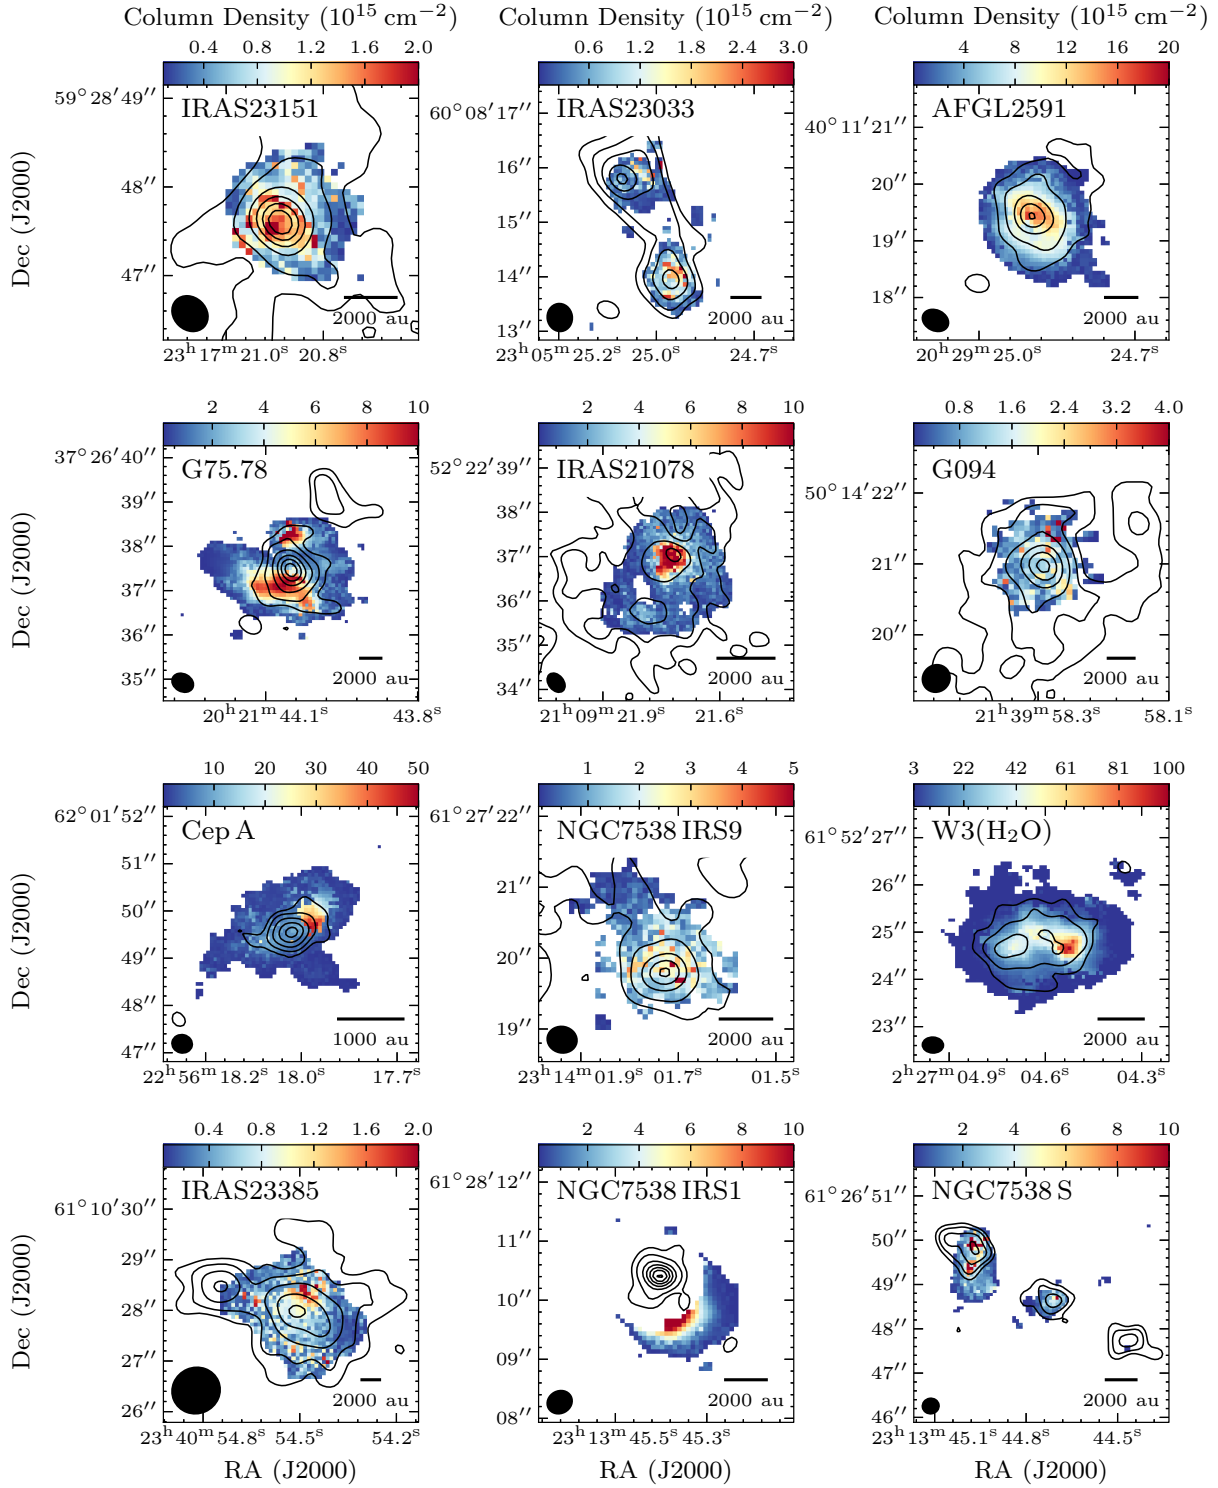 Column Density (10¹⁵ cm⁻²) Column Density (10¹⁵ cm⁻²) Column Density (10¹⁵ cm⁻²)
0.4 0.8 1.2 1.6 2.0 0.6 1.2 1.8 2.4 3.0 4 8 12 16 20
59°28′49″ IRAS23151 60°08′17″ IRAS23033 40°11′21″ AFGL2591
Dec (J2000)
48″ 16″ 20″
15″ 19″
47″ 14″ 18″
13″
2000 au 2000 au 2000 au
23ʰ17ᵐ21.0ˢ 20.8ˢ 23ʰ05ᵐ25.2ˢ 25.0ˢ 24.7ˢ 20ʰ29ᵐ25.0ˢ 24.7ˢ
2 4 6 8 10 2 4 6 8 10 0.8 1.6 2.4 3.2 4.0
37°26′40″ G75.78 52°22′39″ IRAS21078 50°14′22″ G094
Dec (J2000)
39″ 38″ 21″
38″ 37″ 20″
37″ 36″
36″ 35″
35″ 34″
2000 au 2000 au 2000 au
20ʰ21ᵐ44.1ˢ 43.8ˢ 21ʰ09ᵐ21.9ˢ 21.6ˢ 21ʰ39ᵐ58.3ˢ 58.1ˢ
10 20 30 40 50 1 2 3 4 5 3 22 42 61 81 100
62°01′52″ Cep A 61°27′22″ NGC7538 IRS9 61°52′27″ W3(H₂O)
Dec (J2000)
51″ 21″ 26″
50″ 20″ 25″
49″ 19″ 24″
48″ 23″
47″
1000 au 2000 au 2000 au
22ʰ56ᵐ18.2ˢ 18.0ˢ 17.7ˢ 23ʰ14ᵐ01.9ˢ 01.7ˢ 01.5ˢ 2ʰ27ᵐ04.9ˢ 04.6ˢ 04.3ˢ
0.4 0.8 1.2 1.6 2.0 2 4 6 8 10 2 4 6 8 10
61°10′30″ IRAS23385 61°28′12″ NGC7538 IRS1 61°26′51″ NGC7538 S
Dec (J2000)
29″ 11″ 50″
28″ 10″ 49″
27″ 09″ 48″
26″ 08″ 47″
46″
2000 au 2000 au 2000 au
23ʰ40ᵐ54.8ˢ 54.5ˢ 54.2ˢ 23ʰ13ᵐ45.5ˢ 45.3ˢ 23ʰ13ᵐ45.1ˢ 44.8ˢ 44.5ˢ
RA (J2000) RA (J2000) RA (J2000)